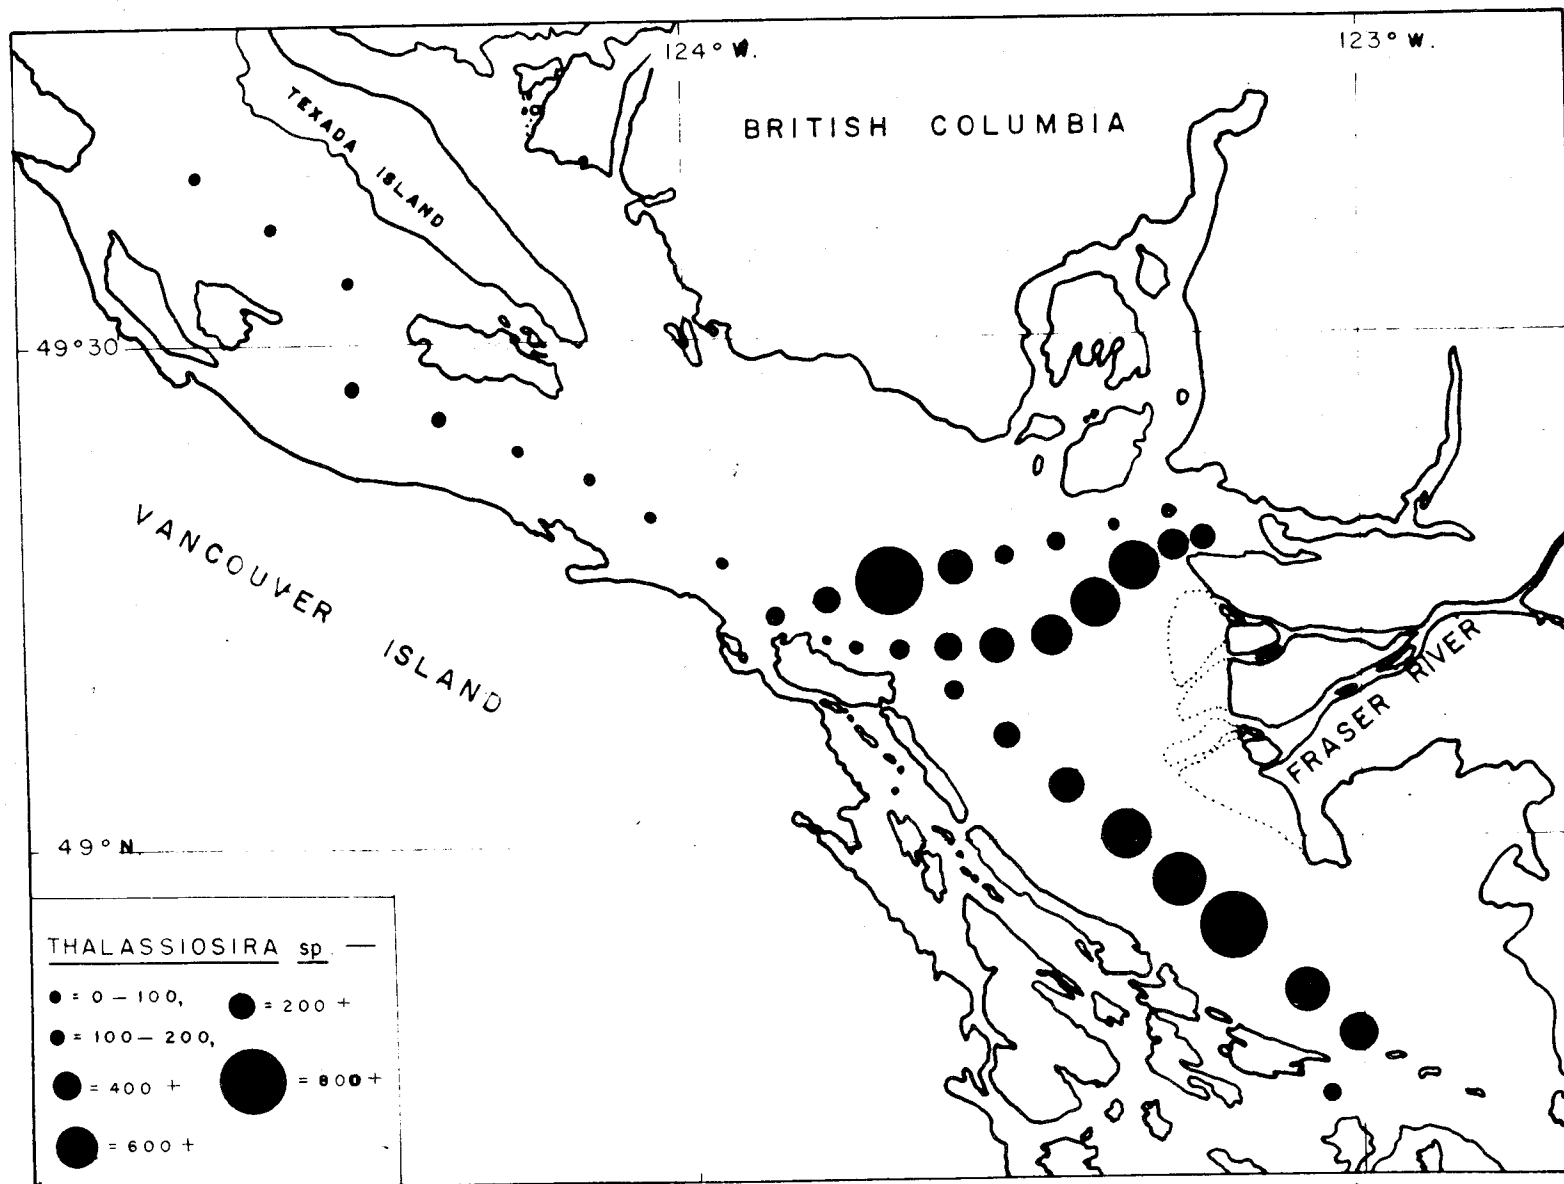 124° W.
123° W.
BRITISH COLUMBIA
TEXADA ISLAND
49°30
VANCOUVER ISLAND
FRASER RIVER
49° N.
THALASSIOSIRA sp. —
= 0 – 100,
= 200 +
= 100 – 200,
= 400 +
= 800 +
= 600 +